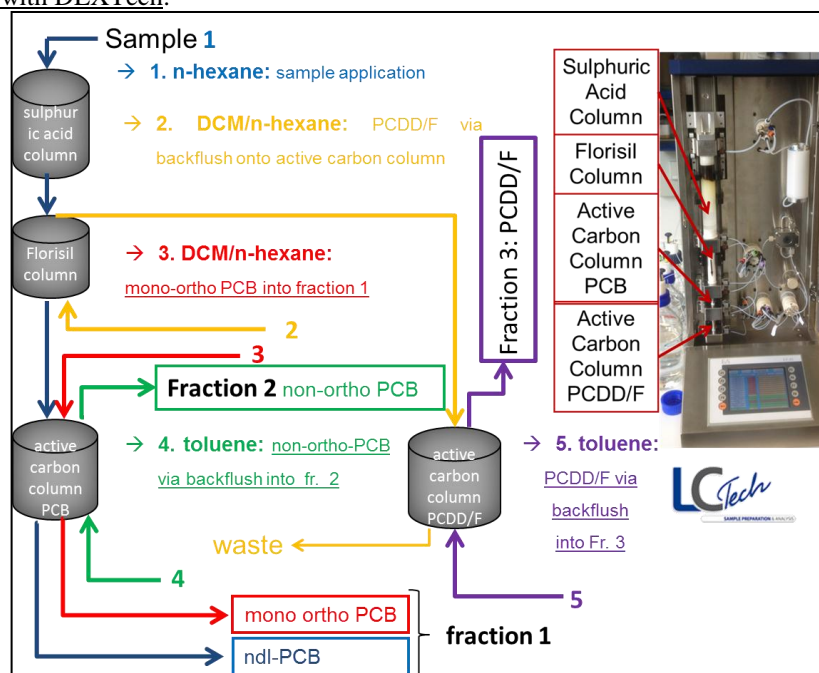 with DEXTech.
Sample 1
→ 1. n-hexane: sample application
sulphur
ic acid
column
→ 2. DCM/n-hexane: PCDD/F via
backflush onto active carbon column
Florisil
column
→ 3. DCM/n-hexane:
mono-ortho PCB into fraction 1
2
3
Fraction 2 non-ortho PCB
active
carbon
column
PCB
→ 4. toluene: non-ortho-PCB
via backflush into fr. 2
4
Fraction 3: PCDD/F
active
carbon
column
PCDD/F
→ 5. toluene:
PCDD/F via
backflush
into Fr. 3
waste
5
mono ortho PCB
ndl-PCB
fraction 1
Sulphuric
Acid
Column
Florisil
Column
Active
Carbon
Column
PCB
Active
Carbon
Column
PCDD/F
LCTech
SAMPLE PREPARATION & ANALYSIS